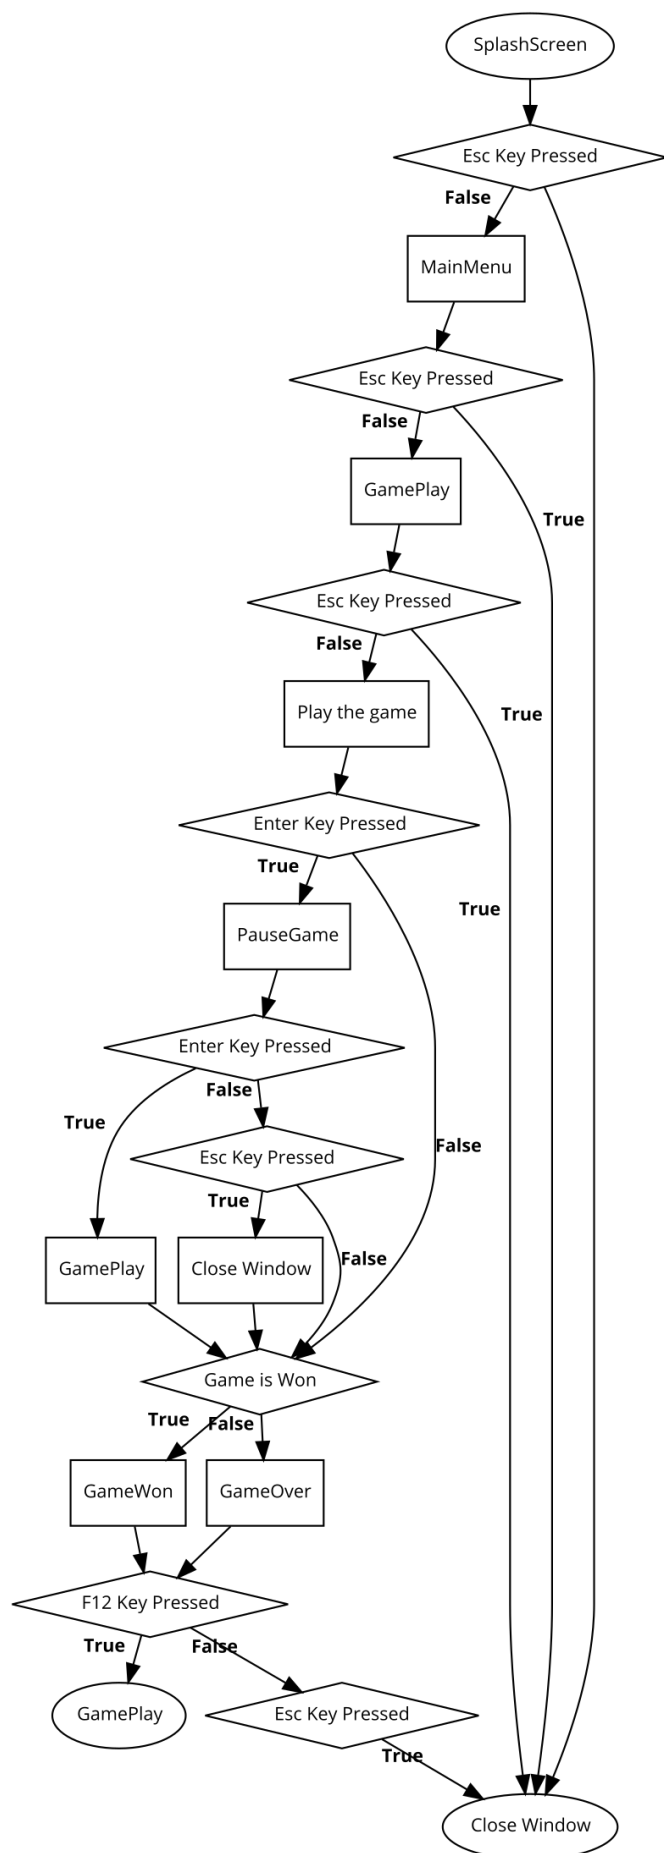 SplashScreen
Esc Key Pressed
False
MainMenu
Esc Key Pressed
False
GamePlay
True
Esc Key Pressed
False
Play the game
True
Enter Key Pressed
True
True
PauseGame
Enter Key Pressed
False
True
False
Esc Key Pressed
True
False
GamePlay
Close Window
Game is Won
True
False
GameWon
GameOver
F12 Key Pressed
True
False
GamePlay
Esc Key Pressed
True
Close Window